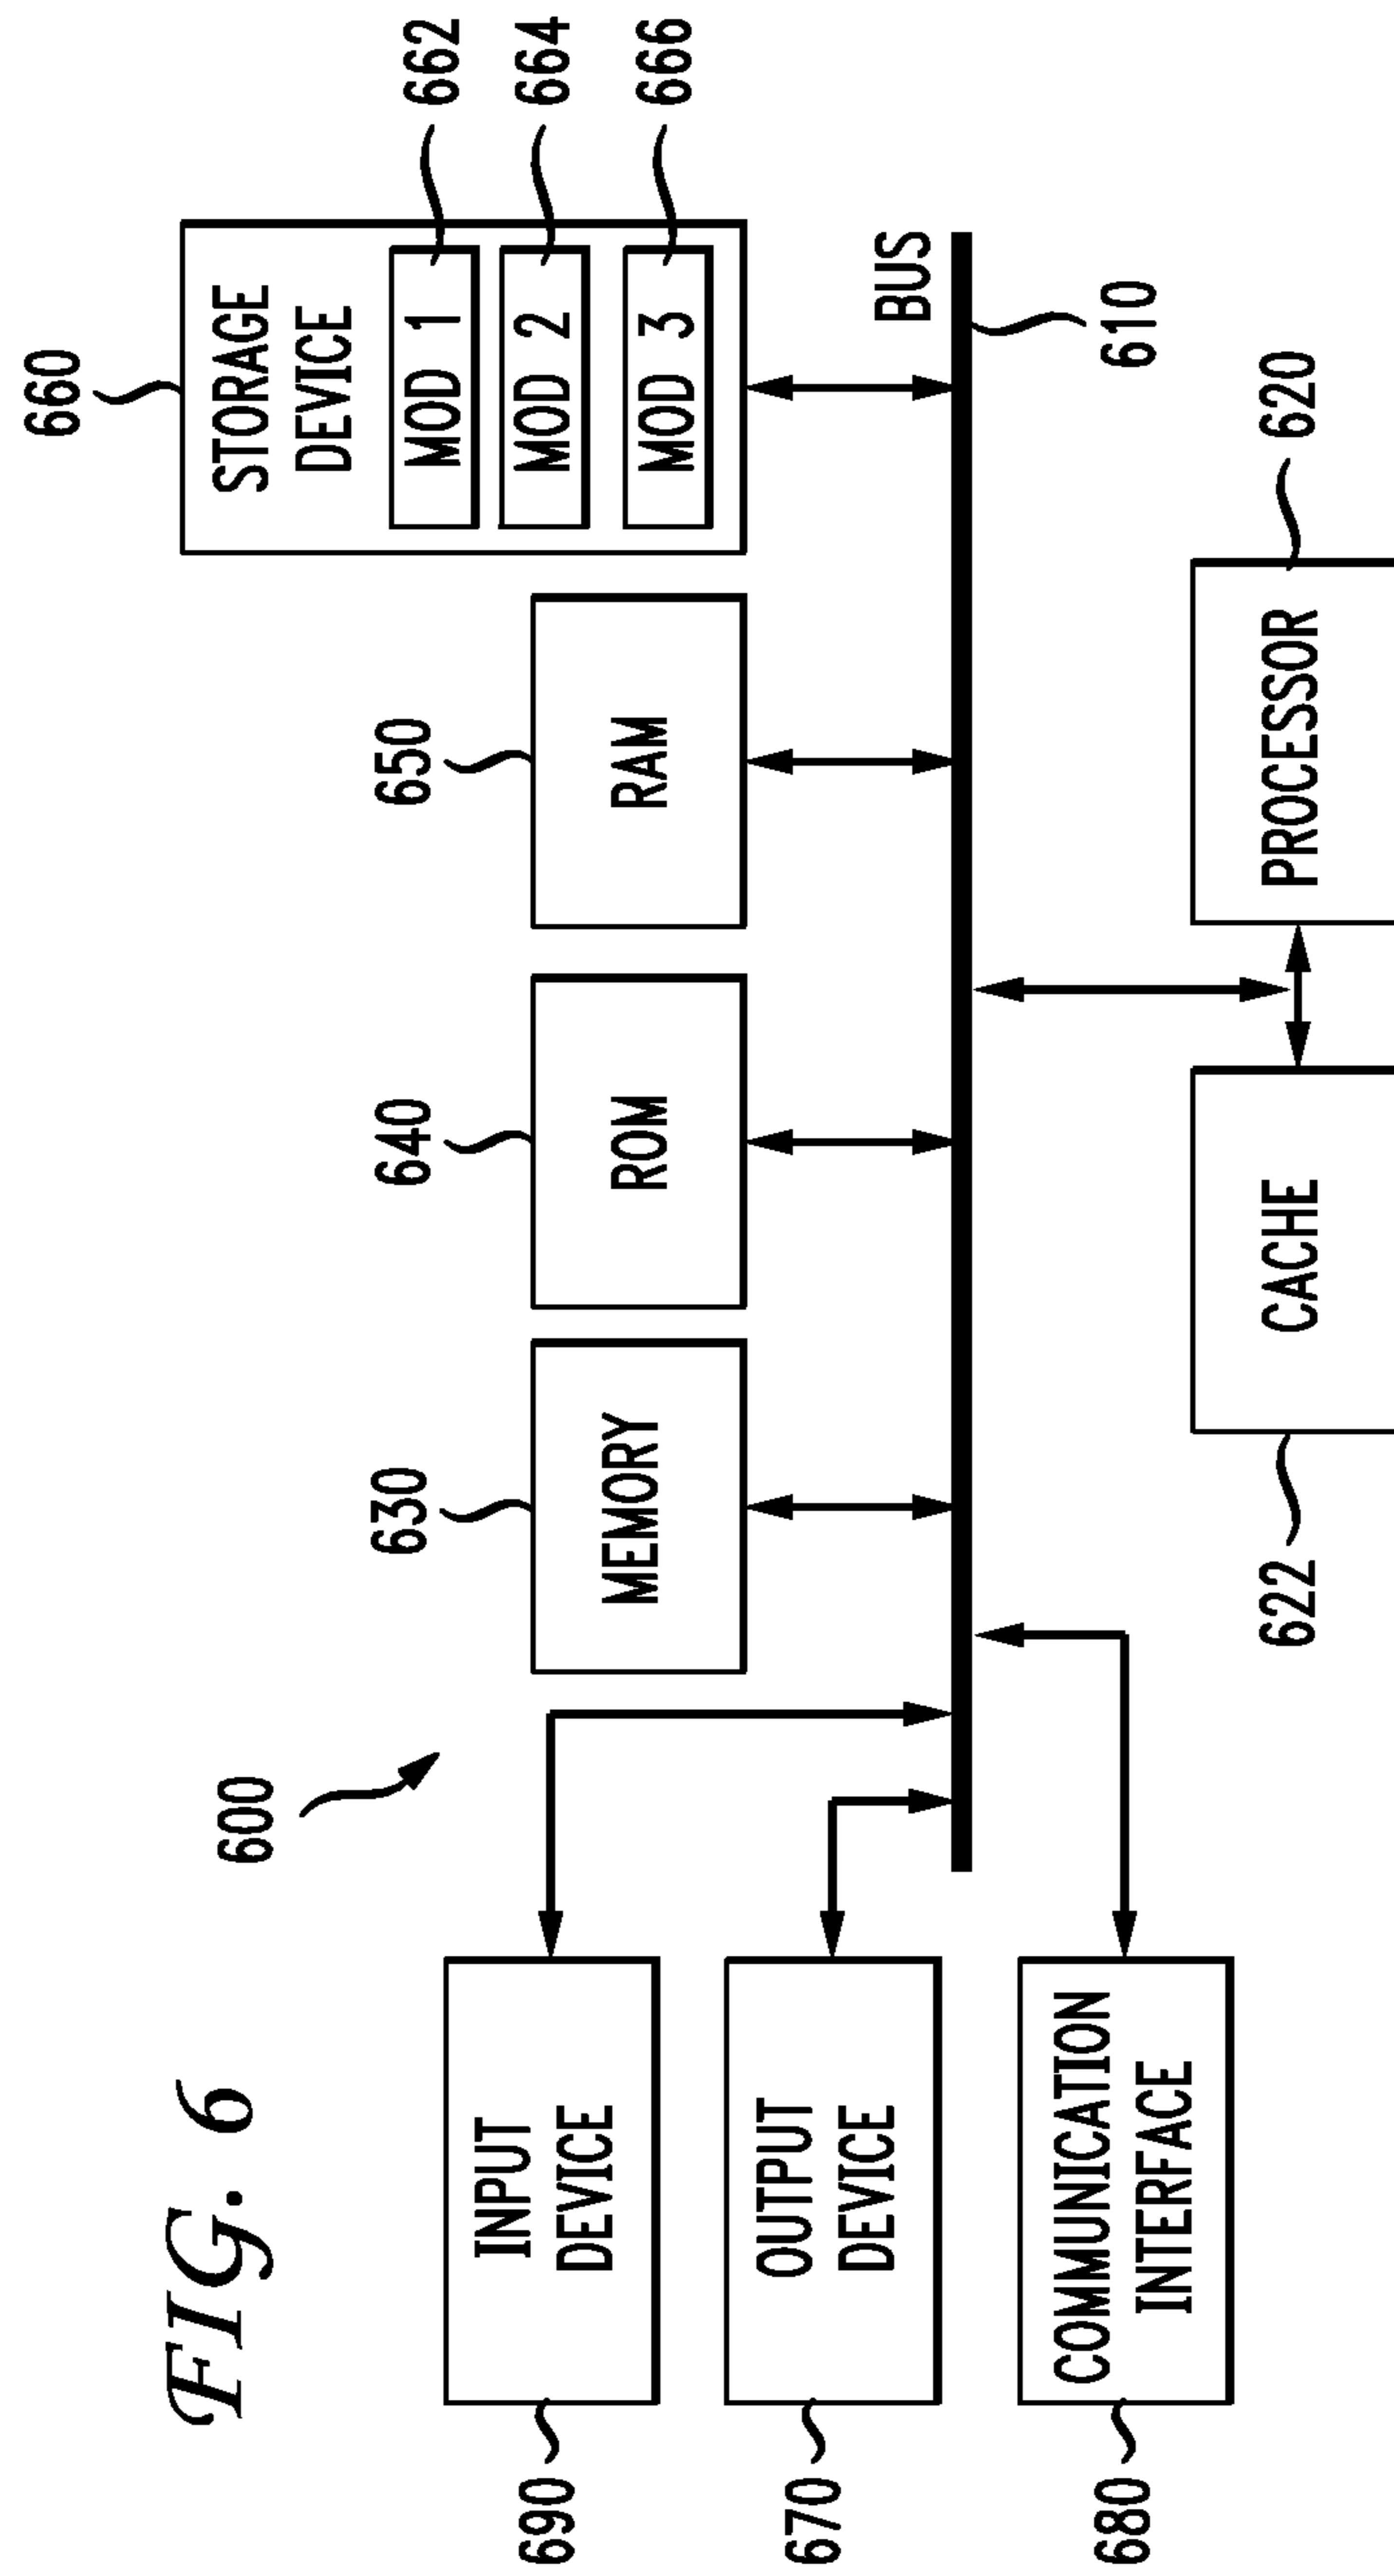 FIG. 6
600
690
INPUT
DEVICE
670
OUTPUT
DEVICE
680
COMMUNICATION
INTERFACE
630
MEMORY
640
ROM
650
RAM
660
STORAGE
DEVICE
MOD 1
662
MOD 2
664
MOD 3
666
BUS
610
622
CACHE
PROCESSOR
620